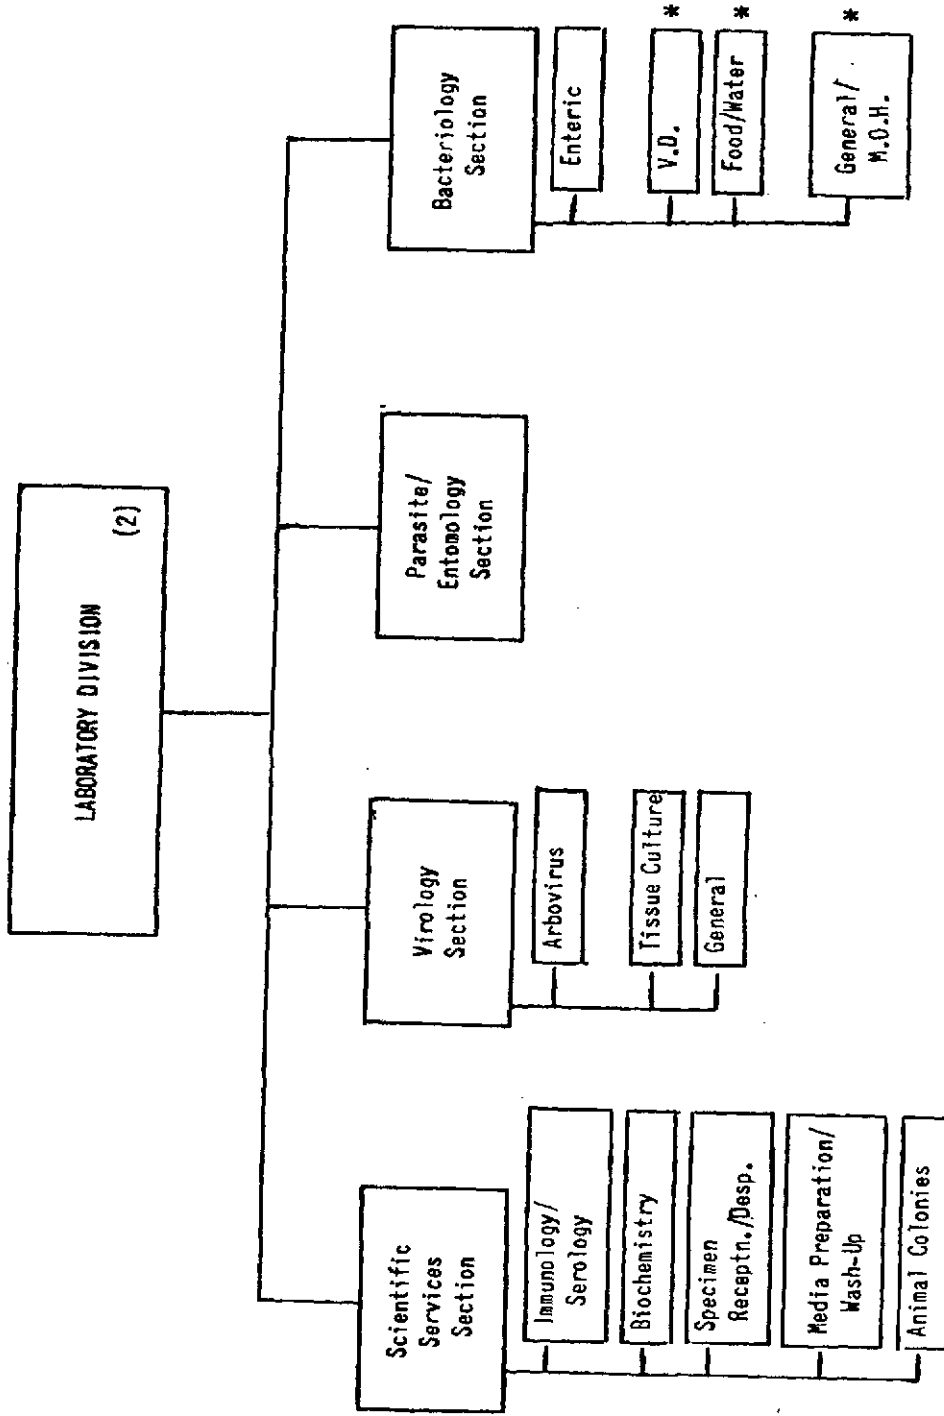 LABORATORY DIVISION
(2)
Scientific
Services
Section
Immunology/
Serology
Biochemistry
Specimen
Receptn./Desp.
Media Preparation/
Wash-Up
Animal Colonies
Virology
Section
Arbovirus
Tissue Culture
General
Parasite/
Entomology
Section
Bacteriology
Section
Enteric
V.D. *
Food/Water *
General/ *
M.O.H.